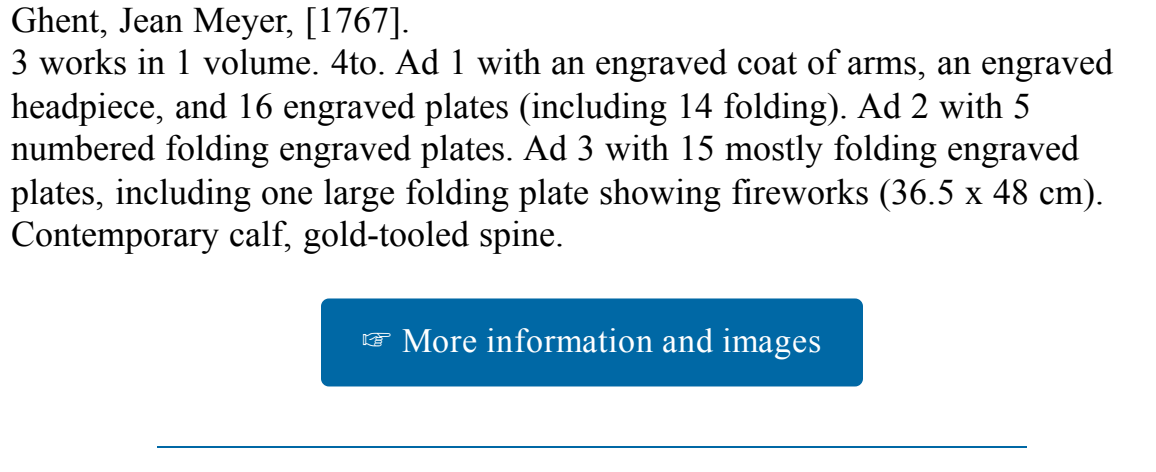 Ghent, Jean Meyer, [1767].
3 works in 1 volume. 4to. Ad 1 with an engraved coat of arms, an engraved
headpiece, and 16 engraved plates (including 14 folding). Ad 2 with 5
numbered folding engraved plates. Ad 3 with 15 mostly folding engraved
plates, including one large folding plate showing fireworks (36.5 x 48 cm).
Contemporary calf, gold-tooled spine.
☞ More information and images